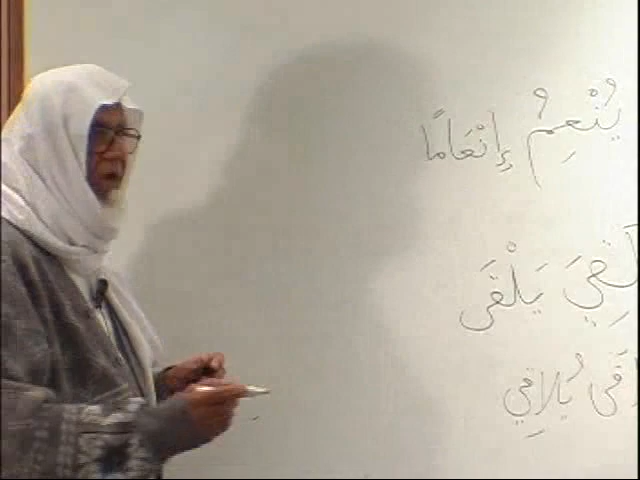 يُنْعِمُ إِنْعَامًا
لَقِيَ يَلْقَى
يُلَاقِي